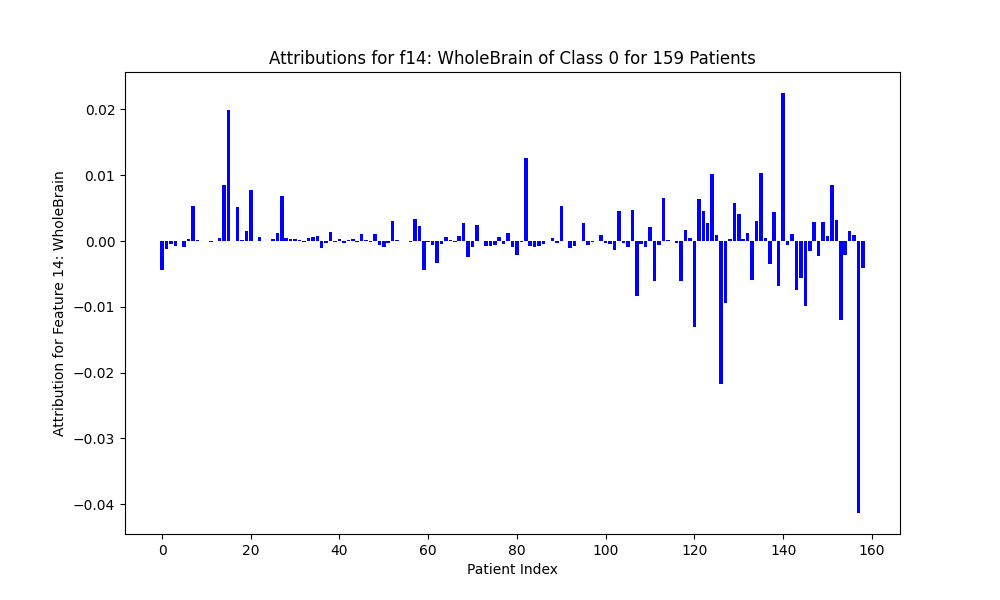 Attributions for f14: WholeBrain of Class 0 for 159 Patients
Attribution for Feature 14: WholeBrain
0.02
0.01
0.00
−0.01
−0.02
−0.03
−0.04
0 20 40 60 80 100 120 140 160
Patient Index